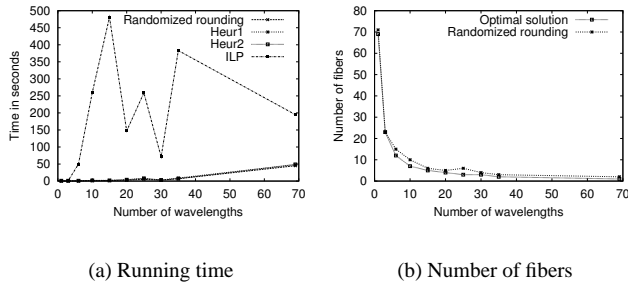 Time in seconds
500
450
400
350
300
250
200
150
100
50
0
Randomized rounding
Heur1
Heur2
ILP
0 10 20 30 40 50 60 70
Number of wavelengths
(a) Running time
Number of fibers
80
70
60
50
40
30
20
10
0
Optimal solution
Randomized rounding
0 10 20 30 40 50 60 70
Number of wavelengths
(b) Number of fibers